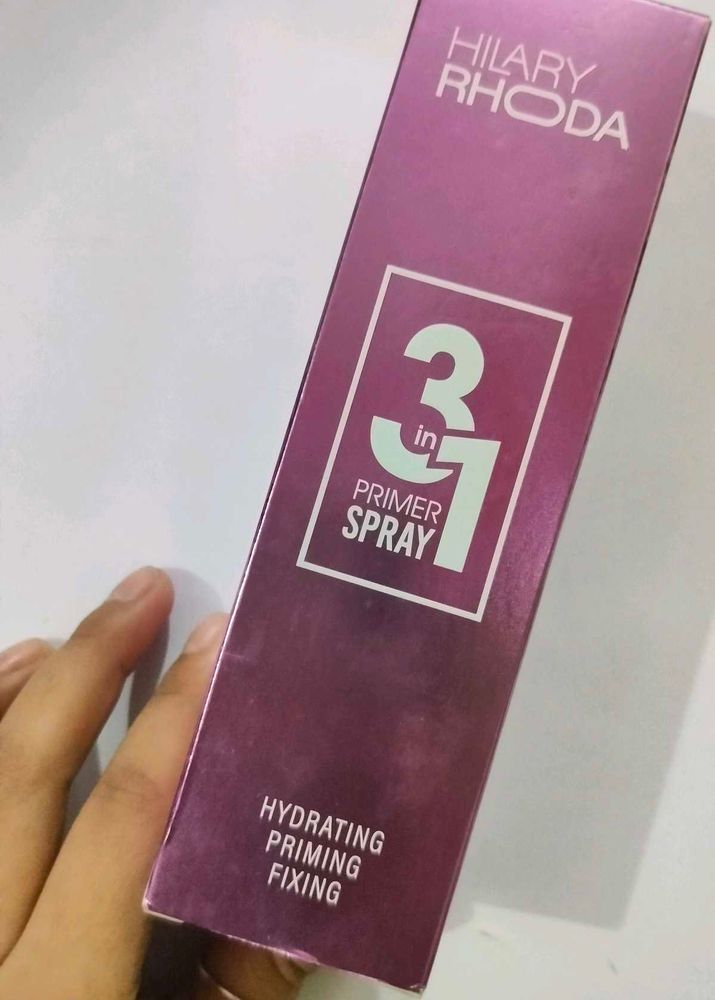 HILARY
RHODA
3
in
1
PRIMER
SPRAY
HYDRATING
PRIMING
FIXING